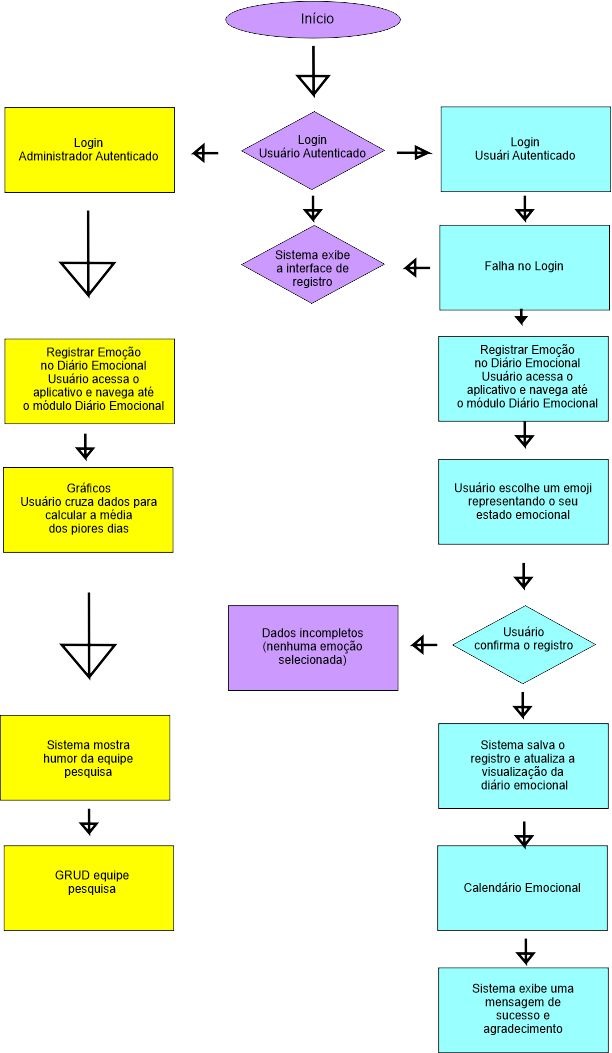 Início
Login
Administrador Autenticado
Login
Usuário Autenticado
Login
Usuári Autenticado
Sistema exibe
a interface de
registro
Falha no Login
Registrar Emoção
no Diário Emocional
Usuário acessa o
aplicativo e navega até
o módulo Diário Emocional
Registrar Emoção
no Diário Emocional
Usuário acessa o
aplicativo e navega até
o módulo Diário Emocional
Gráficos
Usuário cruza dados para
calcular a média
dos piores dias
Usuário escolhe um emoji
representando o seu
estado emocional
Dados incompletos
(nenhuma emoção
selecionada)
Usuário
confirma o registro
Sistema mostra
humor da equipe
pesquisa
Sistema salva o
registro e atualiza a
visualização da
diário emocional
GRUD equipe
pesquisa
Calendário Emocional
Sistema exibe uma
mensagem de
sucesso e
agradecimento